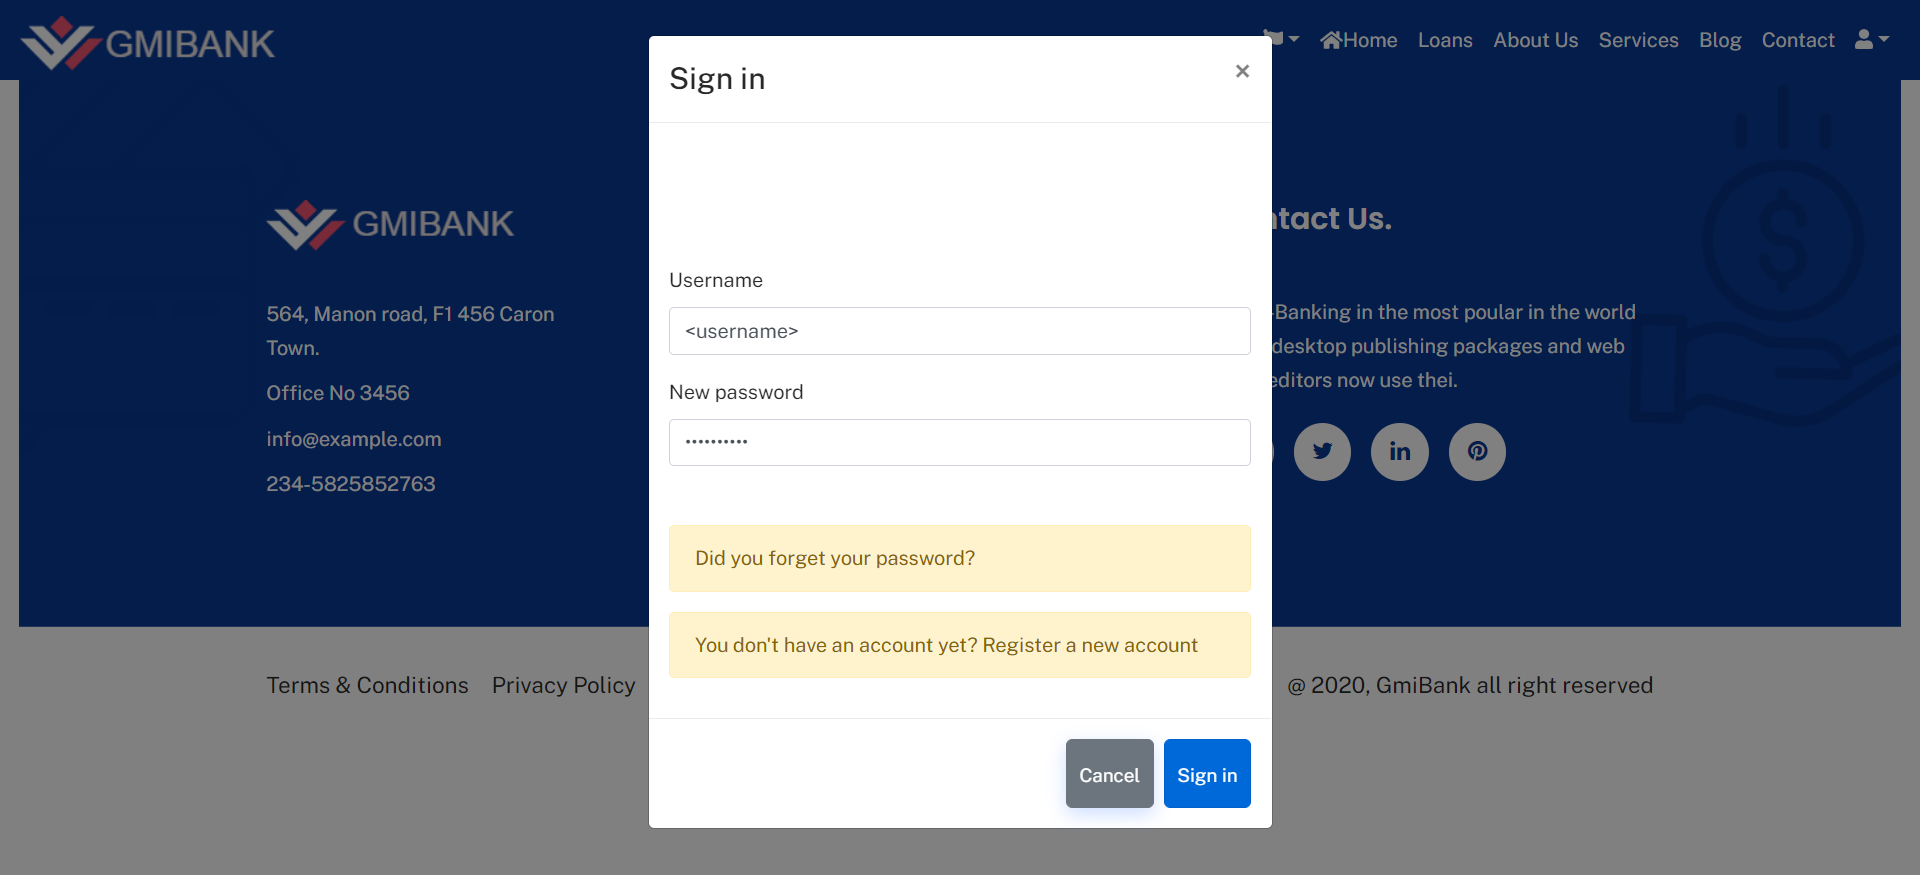 GMIBANK
Home Loans About Us Services Blog Contact
Sign in
×
GMIBANK
ntact Us.
564, Manon road, F1 456 Caron
Town.
Office No 3456
info@example.com
234-5825852763
Username
<username>
New password
••••••••••
-Banking in the most poular in the world
desktop publishing packages and web
editors now use thei.
in
Did you forget your password?
You don't have an account yet? Register a new account
Terms & Conditions Privacy Policy
@ 2020, GmiBank all right reserved
Cancel Sign in